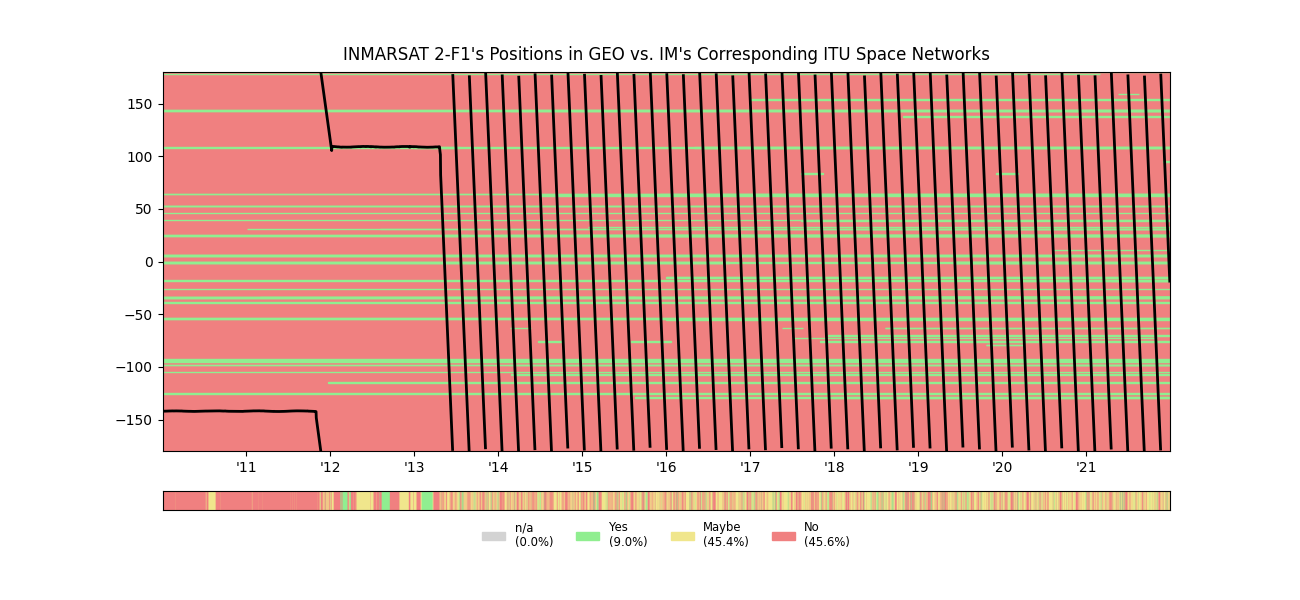 INMARSAT 2-F1's Positions in GEO vs. IM's Corresponding ITU Space Networks
150
100
50
0
−50
−100
−150
'11 '12 '13 '14 '15 '16 '17 '18 '19 '20 '21
n/a Yes Maybe No
(0.0%) (9.0%) (45.4%) (45.6%)